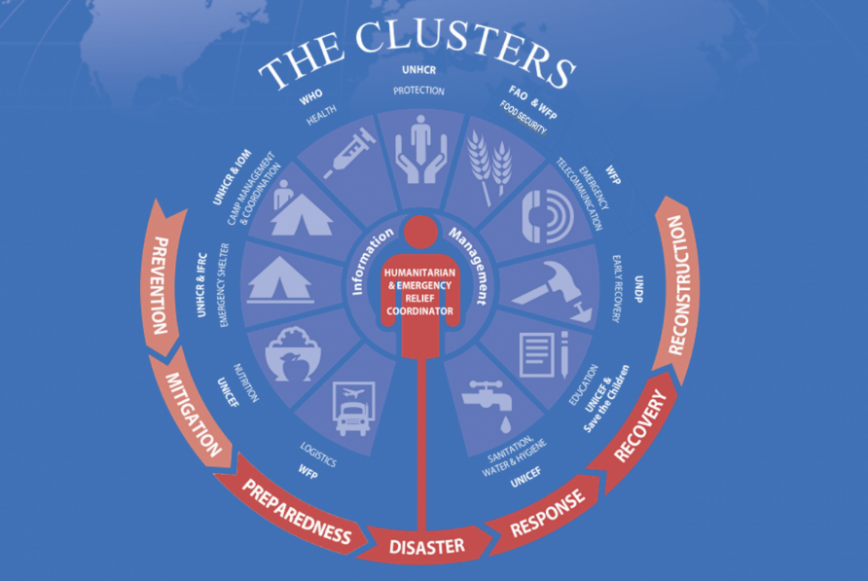 THE CLUSTERS
UNHCR
PROTECTION
FAO & WFP
FOOD SECURITY
WFP
EMERGENCY
TELECOMMUNICATION
UNDP
EARLY RECOVERY
EDUCATION
UNICEF &
Save the Children
SANITATION,
WATER & HYGIENE
UNICEF
LOGISTICS
WFP
NUTRITION
UNICEF
UNHCR & IFRC
EMERGENCY SHELTER
UNHCR & IOM
CAMP MANAGEMENT
& COORDINATION
WHO
HEALTH
Information
Management
HUMANITARIAN
& EMERGENCY
RELIEF
COORDINATOR
PREVENTION
MITIGATION
PREPAREDNESS
DISASTER
RESPONSE
RECOVERY
RECONSTRUCTION